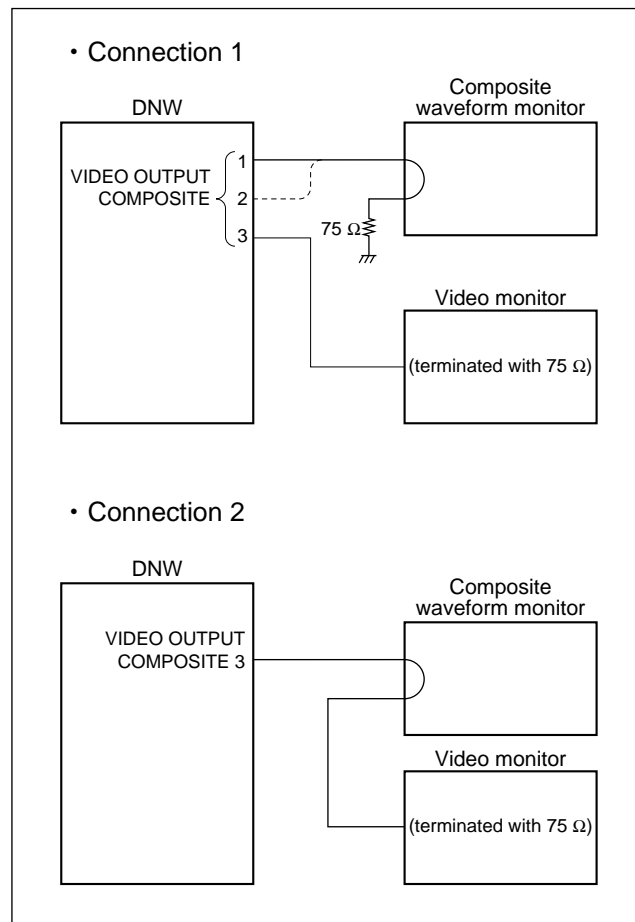 ・Connection 1
DNW
Composite
waveform monitor
VIDEO OUTPUT
COMPOSITE
1
2
3
75 Ω
Video monitor
(terminated with 75 Ω)
・Connection 2
DNW
Composite
waveform monitor
VIDEO OUTPUT
COMPOSITE 3
Video monitor
(terminated with 75 Ω)